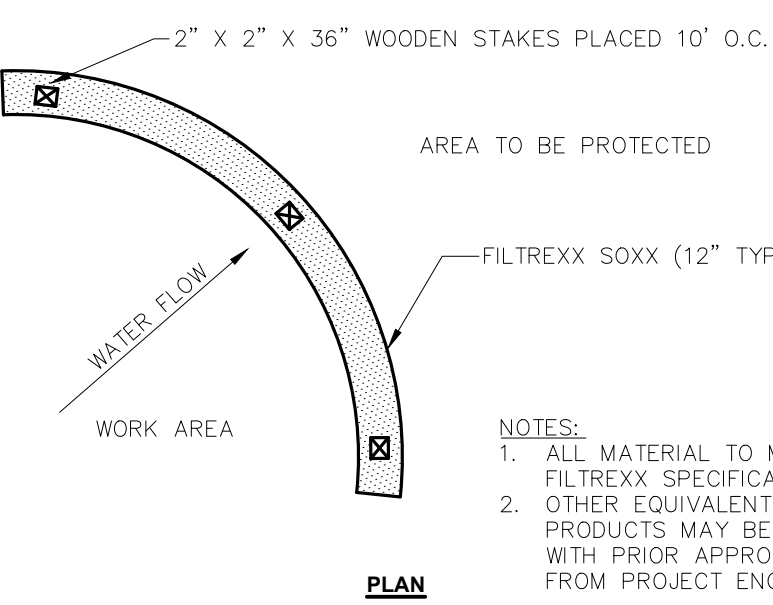 2” X 2” X 36” WOODEN STAKES PLACED 10’ O.C.
AREA TO BE PROTECTED
FILTREXX SOXX (12” TYP
WATER FLOW
WORK AREA
NOTES:
1. ALL MATERIAL TO
FILTREXX
2. OTHER EQUIVALENT
PRODUCTS MAY BE
WITH PRIOR
FROM PROJECT
PLAN